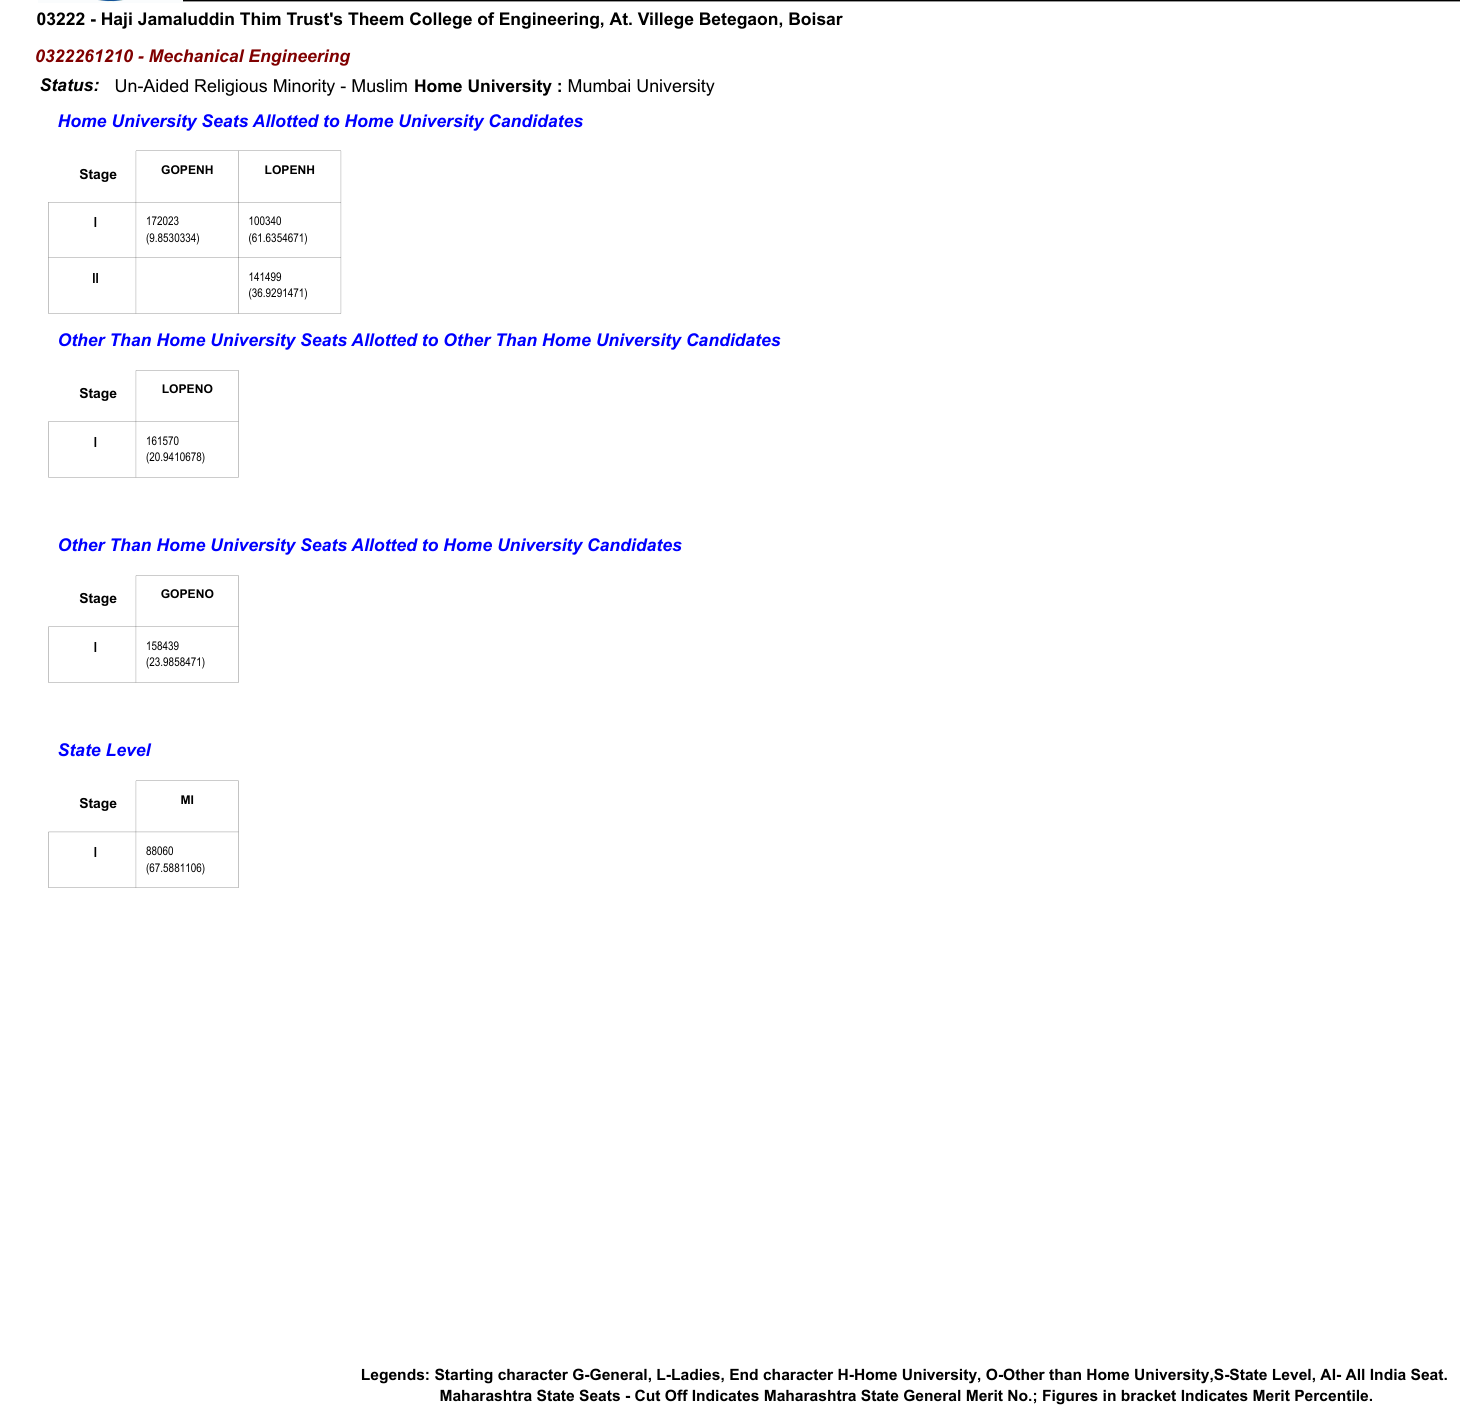 03222 - Haji Jamaluddin Thim Trust's Theem College of Engineering, At. Villege Betegaon, Boisar
0322261210 - Mechanical Engineering
Status: Un-Aided Religious Minority - Muslim Home University : Mumbai University
Home University Seats Allotted to Home University Candidates
Stage GOPENH LOPENH
I 172023 100340
(9.8530334) (61.6354671)
II 141499
(36.9291471)
Other Than Home University Seats Allotted to Other Than Home University Candidates
Stage LOPENO
I 161570
(20.9410678)
Other Than Home University Seats Allotted to Home University Candidates
Stage GOPENO
I 158439
(23.9858471)
State Level
Stage MI
I 88060
(67.5881106)
Legends: Starting character G-General, L-Ladies, End character H-Home University, O-Other than Home University,S-State Level, AI- All India Seat.
Maharashtra State Seats - Cut Off Indicates Maharashtra State General Merit No.; Figures in bracket Indicates Merit Percentile.